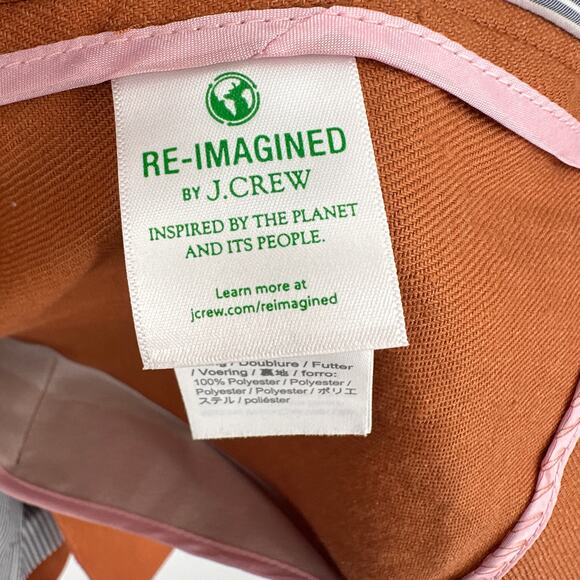 RE-IMAGINED
BY J.CREW
INSPIRED BY THE PLANET
AND ITS PEOPLE.
Learn more at
jcrew.com/reimagined
/ Doublure / Futter
/ Voering / 裏地 / forro:
100% Polyester / Polyester /
Polyester / Polyester / ポリエ
ステル / poliéster